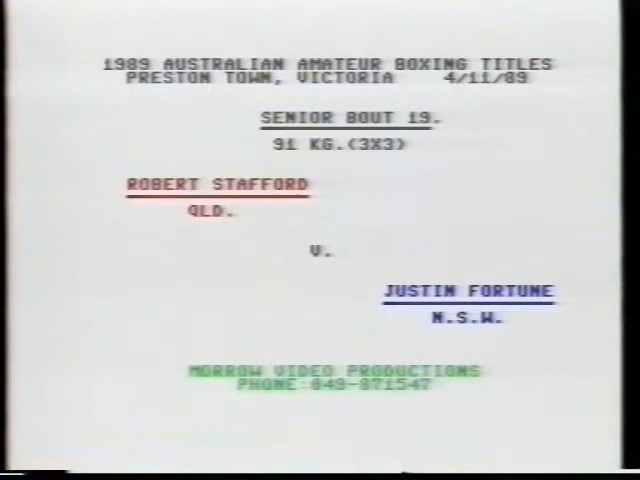 1989 AUSTRALIAN AMATEUR BOXING TITLES
PRESTON TOWN, VICTORIA 4/11/89
SENIOR BOUT 19.
91 KG.(3X3)
ROBERT STAFFORD
QLD.
V.
JUSTIN FORTUNE
N.S.W.
MORROW VIDEO PRODUCTIONS
PHONE:049-871547